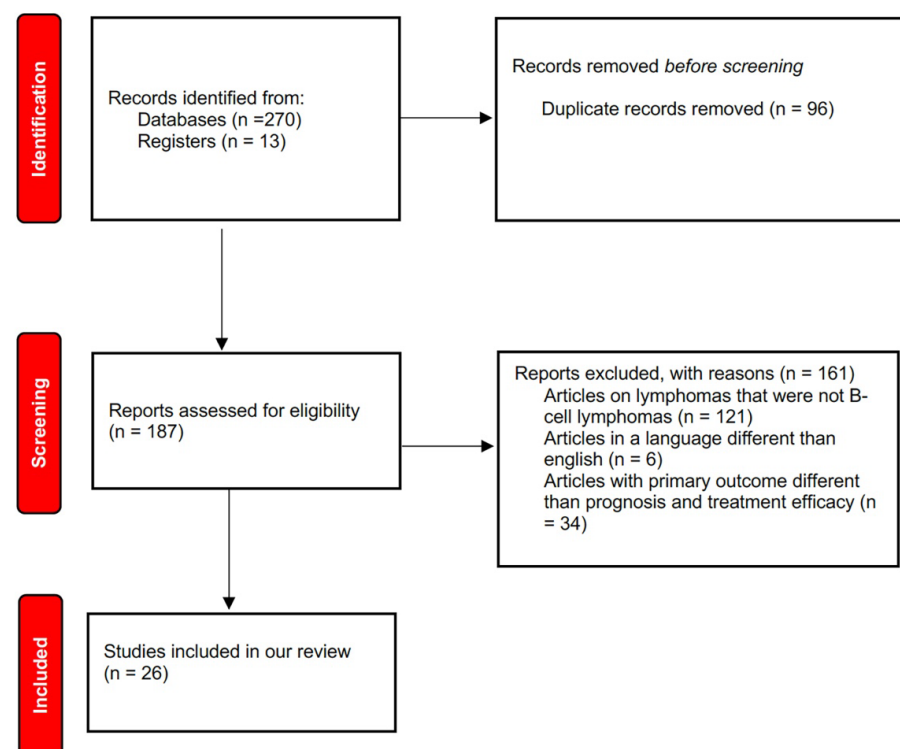 Identification
Records identified from:
Databases (n =270)
Registers (n = 13)
Records removed before screening
Duplicate records removed (n = 96)
Screening
Reports assessed for eligibility
(n = 187)
Reports excluded, with reasons (n = 161)
Articles on lymphomas that were not B-
cell lymphomas (n = 121)
Articles in a language different than
english (n = 6)
Articles with primary outcome different
than prognosis and treatment efficacy (n
= 34)
Included
Studies included in our review
(n = 26)